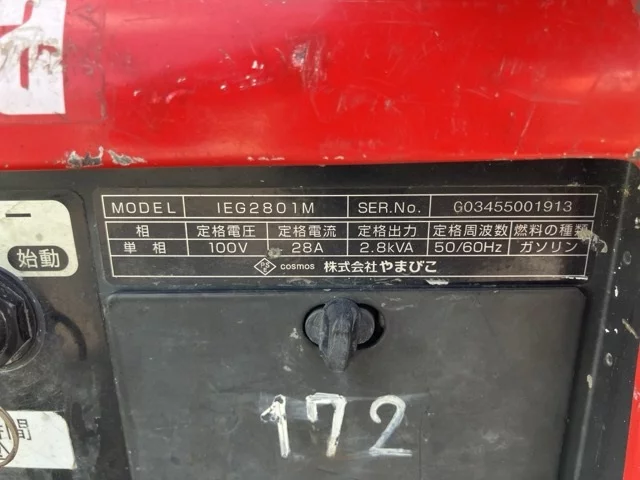 MODEL IEG2801M SER.No. G03455001913
相 定格電圧 定格電流 定格出力 定格周波数 燃料の種類
単相 100V 28A 2.8kVA 50/60Hz ガソリン
cosmos 株式会社やまびこ
始動
172
間